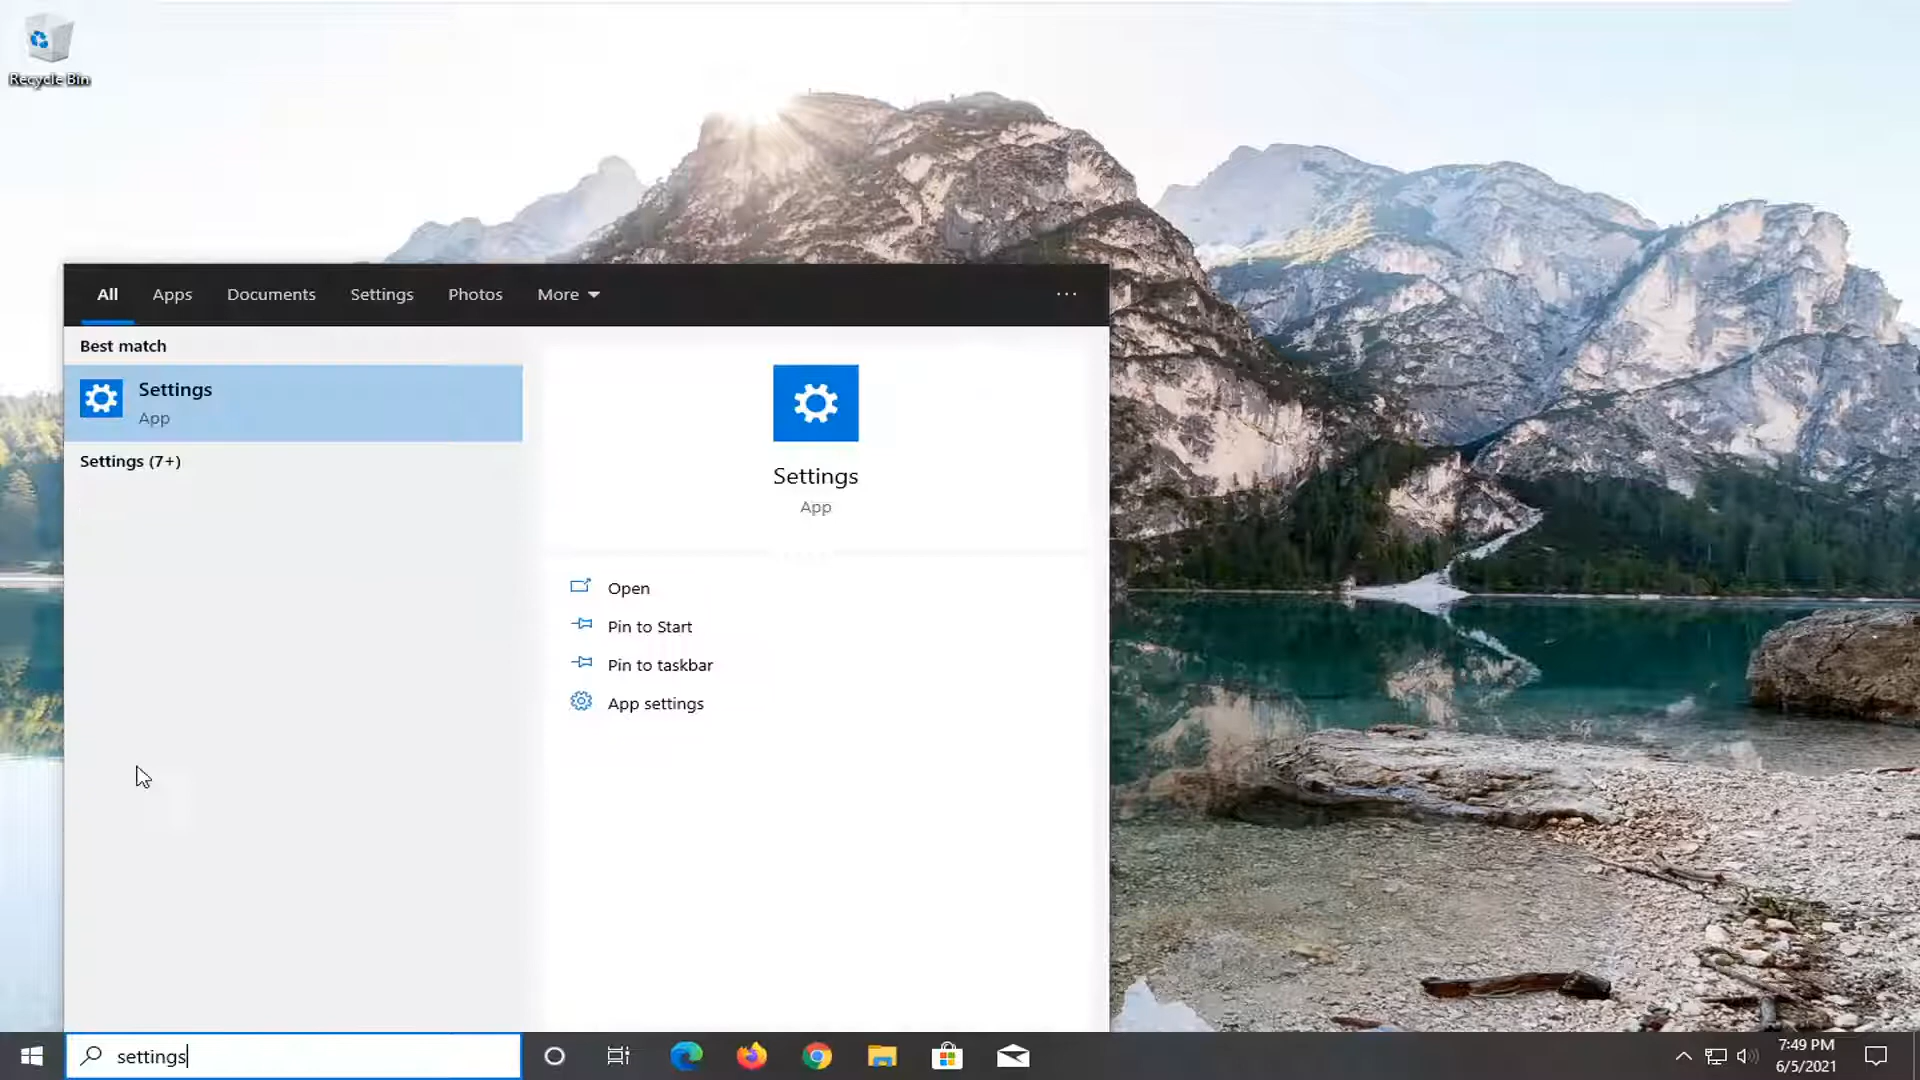 Recycle Bin
All Apps Documents Settings Photos More ...
Best match
Settings
App
Settings (7+)
Settings
App
Open
Pin to Start
Pin to taskbar
App settings
settings
7:49 PM
6/5/2021